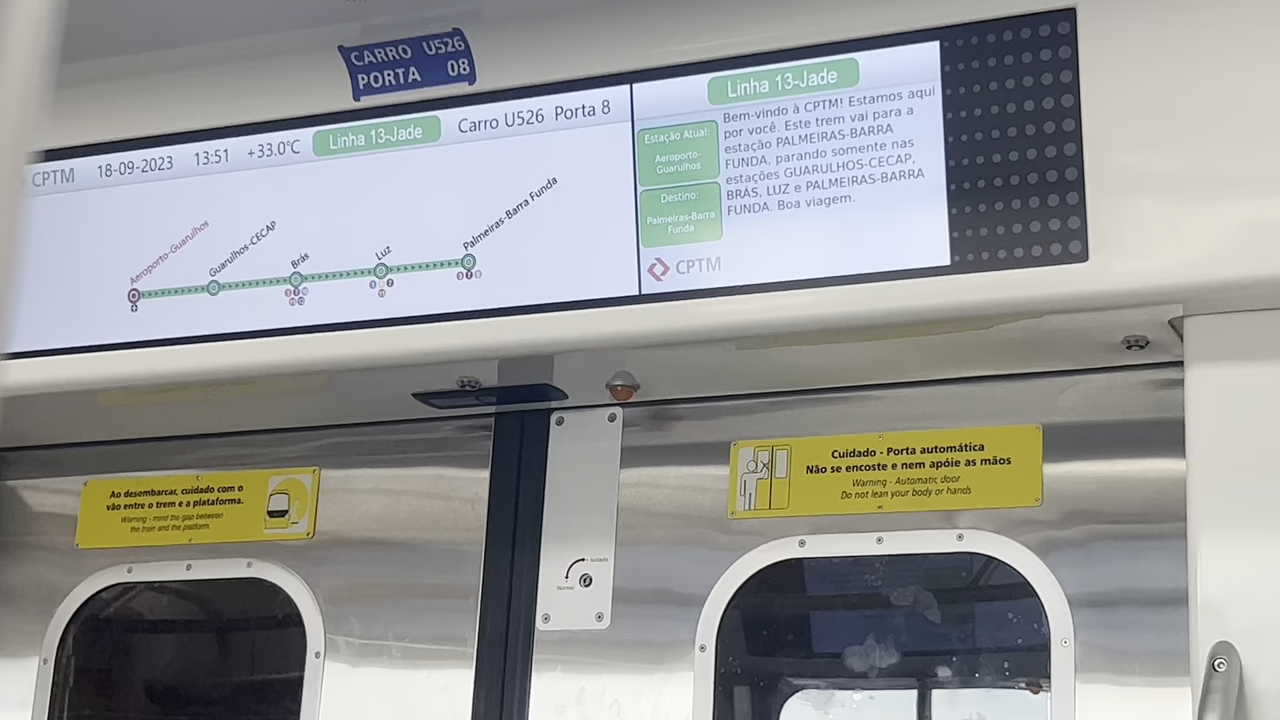 CARRO U526
PORTA 08
CPTM 18-09-2023 13:51 +33.0°C Linha 13-Jade Carro U526 Porta 8
Aeroporto-Guarulhos
Guarulhos-CECAP
Brás
Luz
Palmeiras-Barra Funda
Linha 13-Jade
Estação Atual:
Aeroporto-
Guarulhos
Destino:
Palmeiras-Barra
Funda
Bem-vindo à CPTM! Estamos aqui
por você. Este trem vai para a
estação PALMEIRAS-BARRA
FUNDA, parando somente nas
estações GUARULHOS-CECAP,
BRÁS, LUZ e PALMEIRAS-BARRA
FUNDA. Boa viagem.
CPTM
Ao desembarcar, cuidado com o
vão entre o trem e a plataforma.
Warning - mind the gap between
the train and the platform.
Cuidado - Porta automática
Não se encoste e nem apóie as mãos
Warning - Automatic door
Do not lean your body or hands
Isolado
Normal